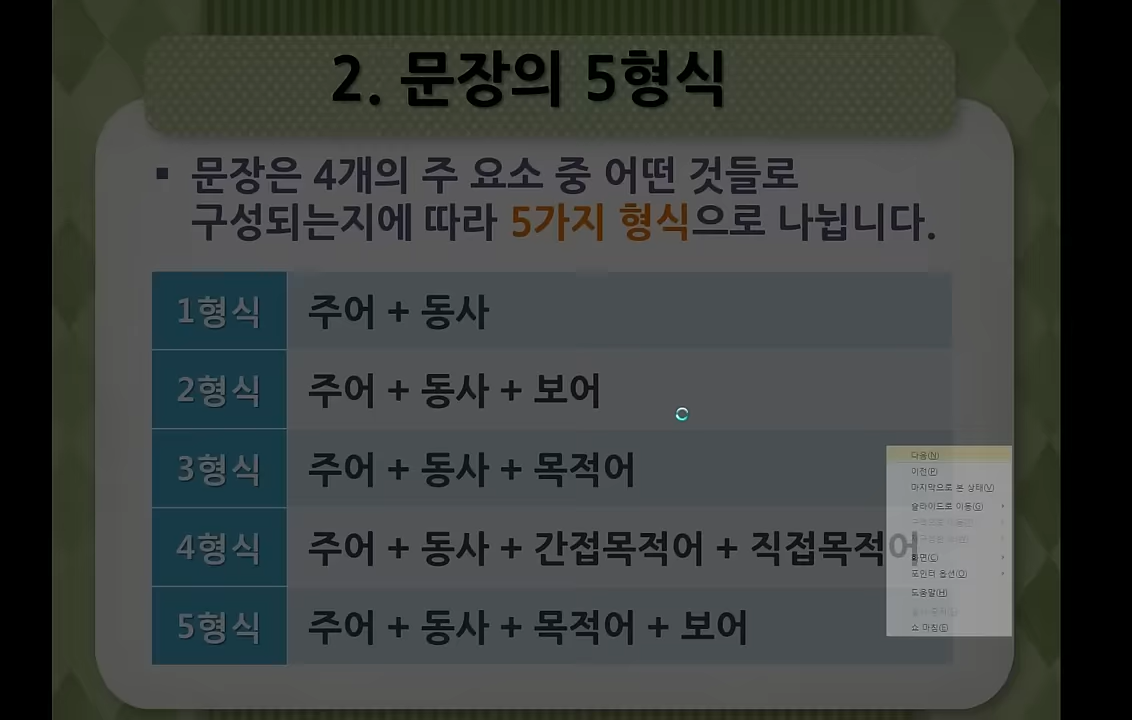 2. 문장의 5형식
▪ 문장은 4개의 주 요소 중 어떤 것들로
구성되는지에 따라 5가지 형식으로 나뉩니다.
1형식 주어 + 동사
2형식 주어 + 동사 + 보어
3형식 주어 + 동사 + 목적어
4형식 주어 + 동사 + 간접목적어 + 직접목적어
5형식 주어 + 동사 + 목적어 + 보어
다음(N)
이전(P)
마지막으로 본 상태(V)
슬라이드로 이동(G)
화면(C)
포인터 옵션(O)
도움말(H)
쇼 마침(E)